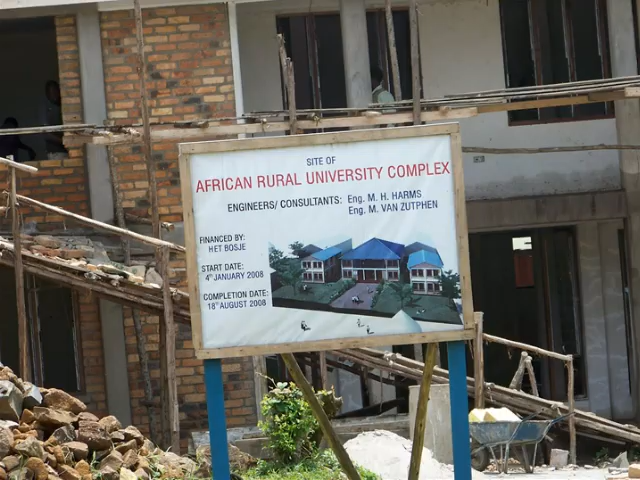 SITE OF
AFRICAN RURAL UNIVERSITY COMPLEX
ENGINEERS/ CONSULTANTS: Eng. M. H. HARMS
Eng. M. VAN ZUTPHEN
FINANCED BY:
HET BOSJE
START DATE:
4th JANUARY 2008
COMPLETION DATE:
18th AUGUST 2008